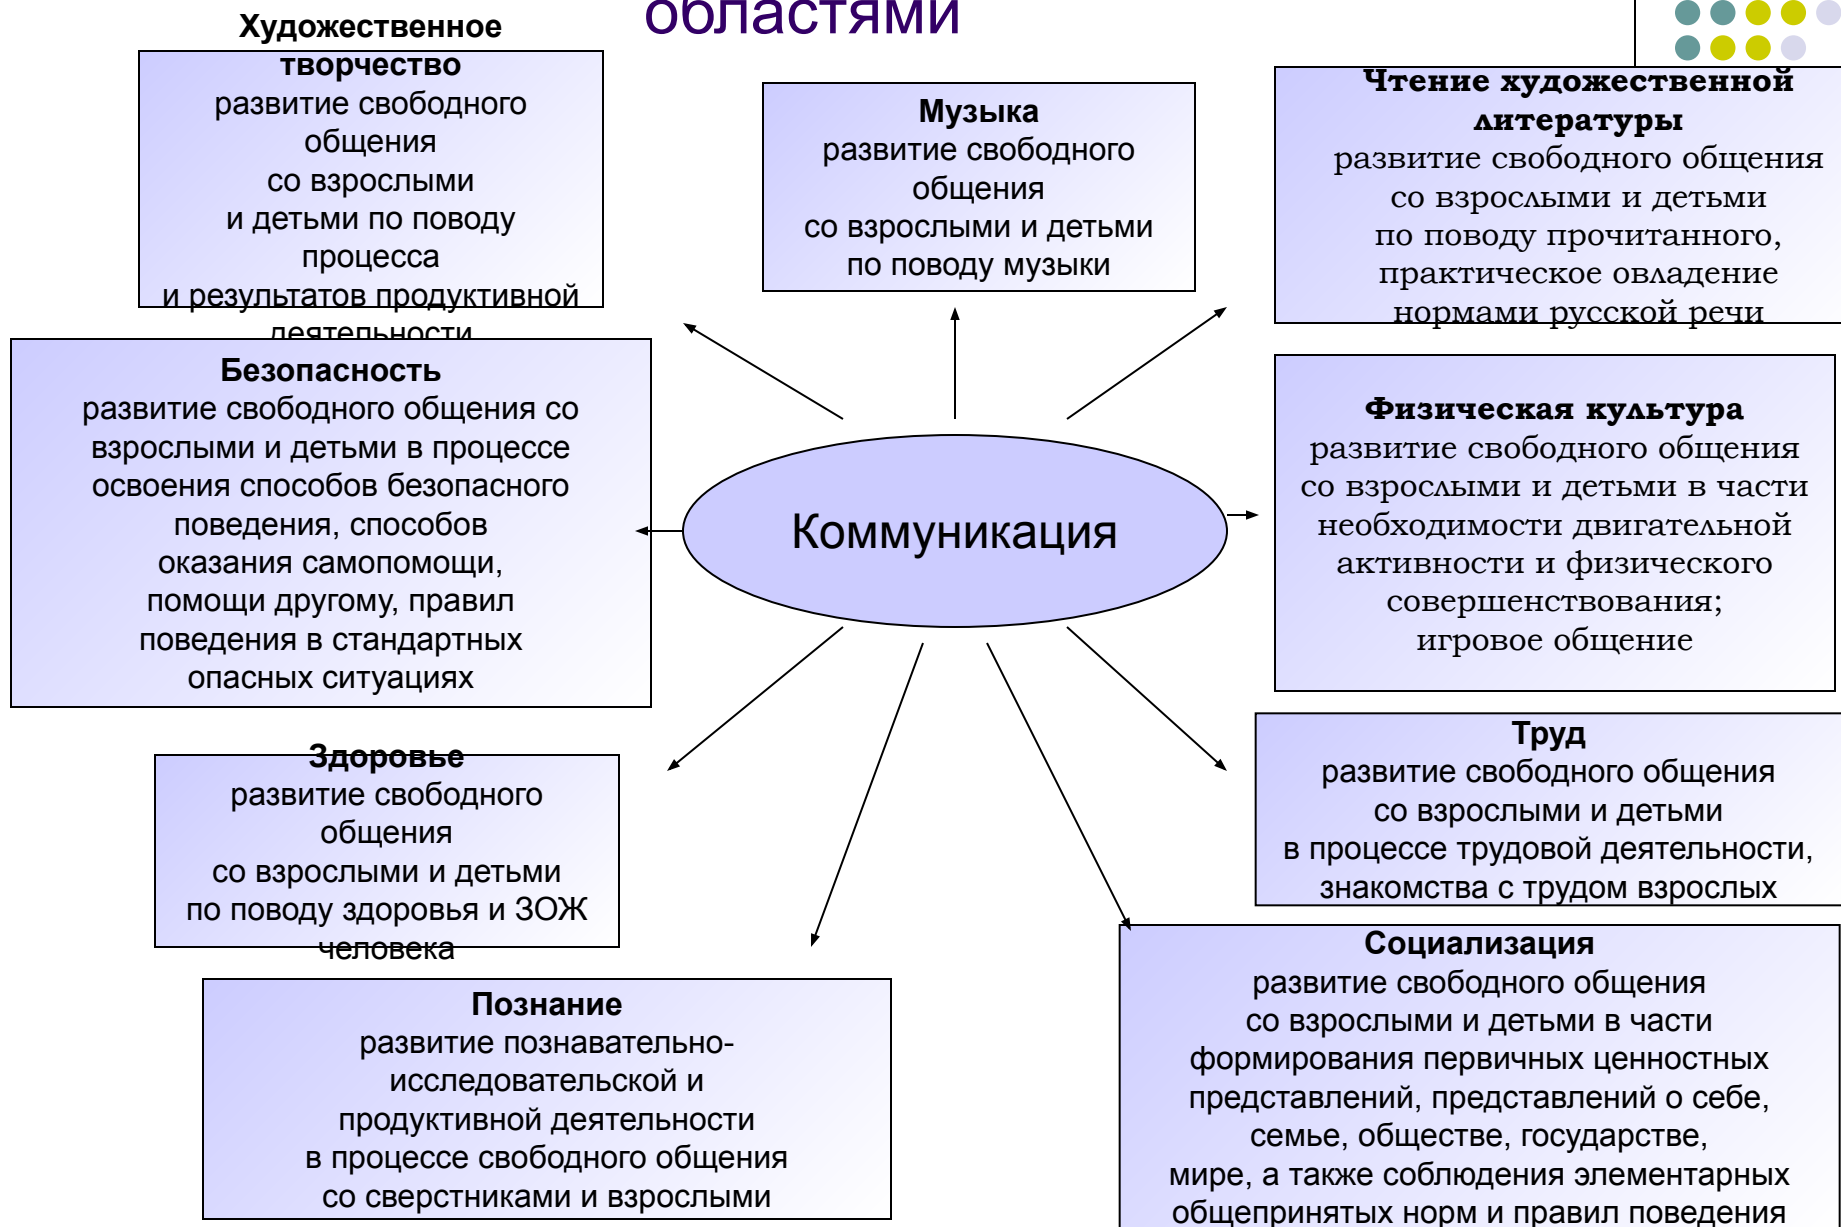 областями
Художественное
творчество
развитие свободного
общения
со взрослыми
и детьми по поводу
процесса
и результатов продуктивной
деятельности
Музыка
развитие свободного
общения
со взрослыми и детьми
по поводу музыки
Чтение художественной
литературы
развитие свободного общения
со взрослыми и детьми
по поводу прочитанного,
практическое овладение
нормами русской речи
Безопасность
развитие свободного общения со
взрослыми и детьми в процессе
освоения способов безопасного
поведения, способов
оказания самопомощи,
помощи другому, правил
поведения в стандартных
опасных ситуациях
Коммуникация
Физическая культура
развитие свободного общения
со взрослыми и детьми в части
необходимости двигательной
активности и физического
совершенствования;
игровое общение
Здоровье
развитие свободного
общения
со взрослыми и детьми
по поводу здоровья и ЗОЖ
человека
Труд
развитие свободного общения
со взрослыми и детьми
в процессе трудовой деятельности,
знакомства с трудом взрослых
Познание
развитие познавательно-
исследовательской и
продуктивной деятельности
в процессе свободного общения
со сверстниками и взрослыми
Социализация
развитие свободного общения
со взрослыми и детьми в части
формирования первичных ценностных
представлений, представлений о себе,
семье, обществе, государстве,
мире, а также соблюдения элементарных
общепринятых норм и правил поведения